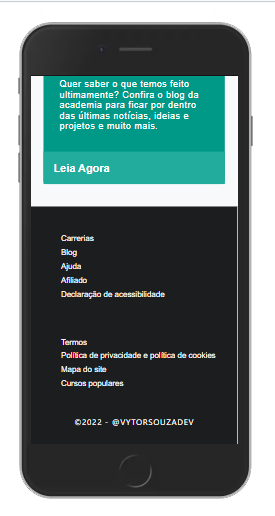 Quer saber o que temos feito
ultimamente? Confira o blog da
academia para ficar por dentro
das últimas notícias, ideias e
projetos e muito mais.
Leia Agora
Carrerias
Blog
Ajuda
Afiliado
Declaração de acessibilidade
Termos
Política de privacidade e política de cookies
Mapa do site
Cursos populares
©2022 - @VYTORSOUZADEV